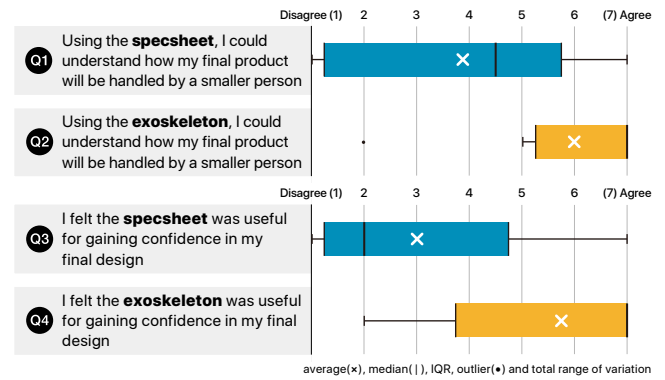 Disagree (1) 2 3 4 5 6 (7) Agree
Q1
Using the specsheet, I could
understand how my final product
will be handled by a smaller person
Q2
Using the exoskeleton, I could
understand how my final product
will be handled by a smaller person
Disagree (1) 2 3 4 5 6 (7) Agree
Q3
I felt the specsheet was useful
for gaining confidence in my
final design
Q4
I felt the exoskeleton was useful
for gaining confidence in my final
design
average(×), median( | ), IQR, outlier(•) and total range of variation